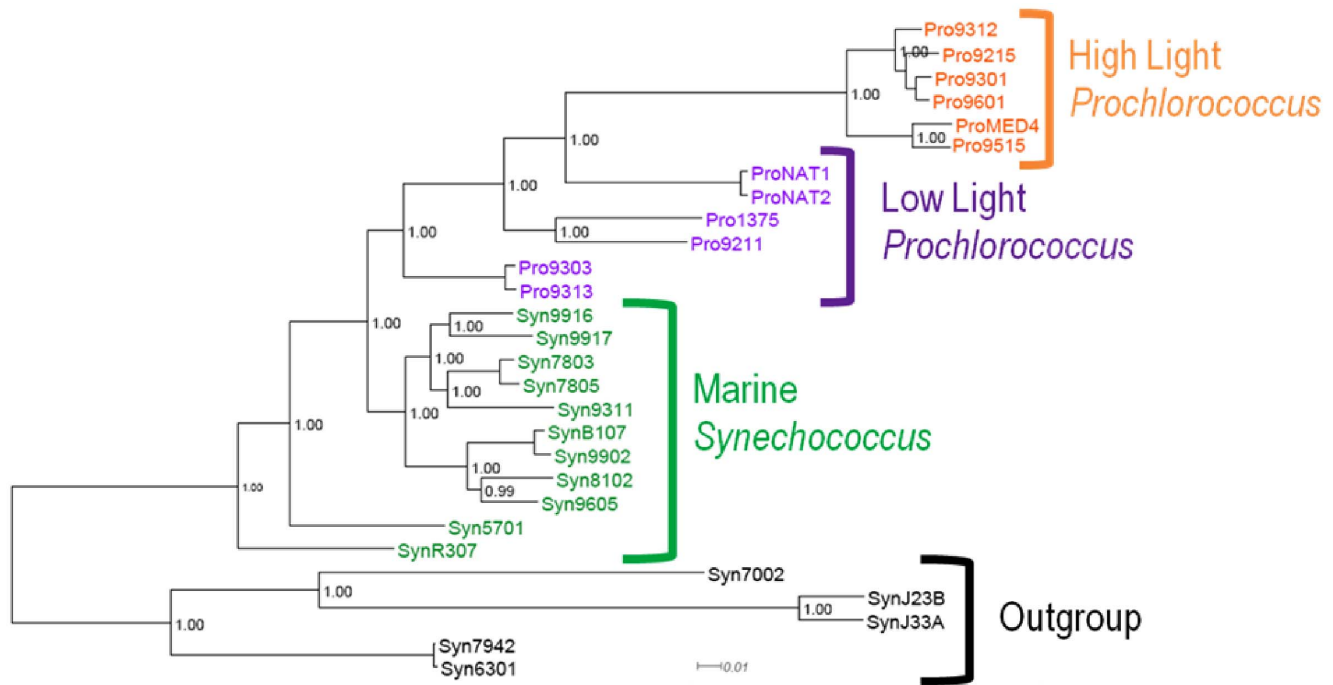 Pro9312
1.00
Pro9215
Pro9301
1.00
Pro9601
ProMED4
1.00
Pro9515
High Light
Prochlorococcus
1.00
ProNAT1
1.00
ProNAT2
Pro1375
1.00
1.00
Pro9211
Low Light
Prochlorococcus
Pro9303
Pro9313
Syn9916
1.00
1.00
Syn9917
1.00
Syn7803
Syn7805
1.00
Syn9311
1.00
SynB107
Syn9902
1.00
Syn8102
0.99
Syn9605
1.00
1.00
Syn5701
SynR307
Marine
Synechococcus
Syn7002
1.00
SynJ23B
1.00
SynJ33A
1.00
Syn7942
Syn6301
Outgroup
0.01